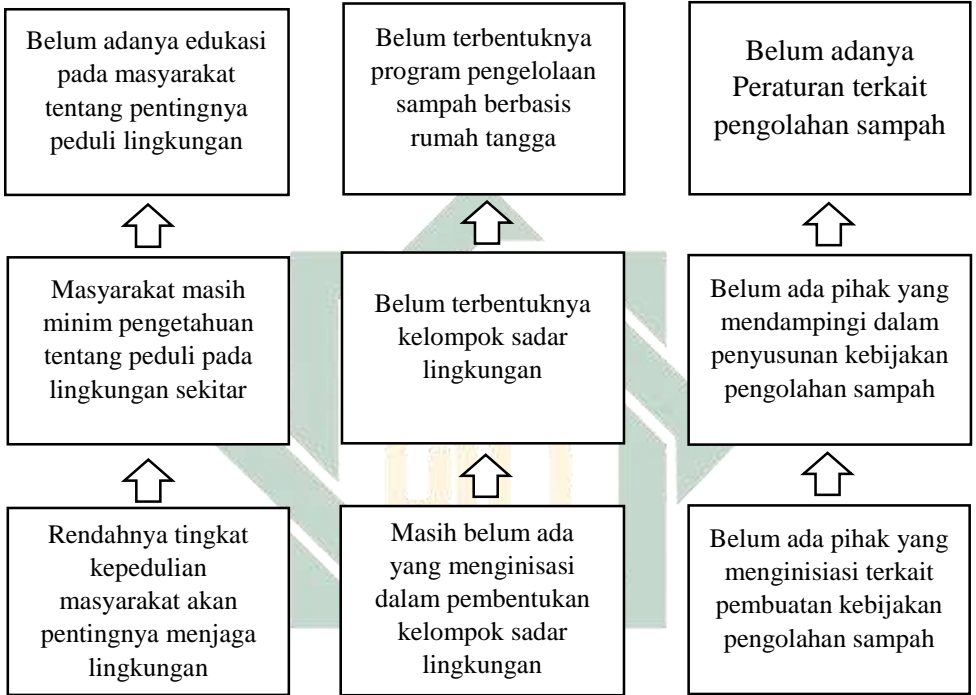 Belum adanya edukasi
pada masyarakat
tentang pentingnya
peduli lingkungan
Belum terbentuknya
program pengelolaan
sampah berbasis
rumah tangga
Belum adanya
Peraturan terkait
pengolahan sampah
Masyarakat masih
minim pengetahuan
tentang peduli pada
lingkungan sekitar
Belum terbentuknya
kelompok sadar
lingkungan
Belum ada pihak yang
mendampingi dalam
penyusunan kebijakan
pengolahan sampah
Rendahnya tingkat
kepedulian
masyarakat akan
pentingnya menjaga
lingkungan
Masih belum ada
yang menginisasi
dalam pembentukan
kelompok sadar
lingkungan
Belum ada pihak yang
menginisiasi terkait
pembuatan kebijakan
pengolahan sampah